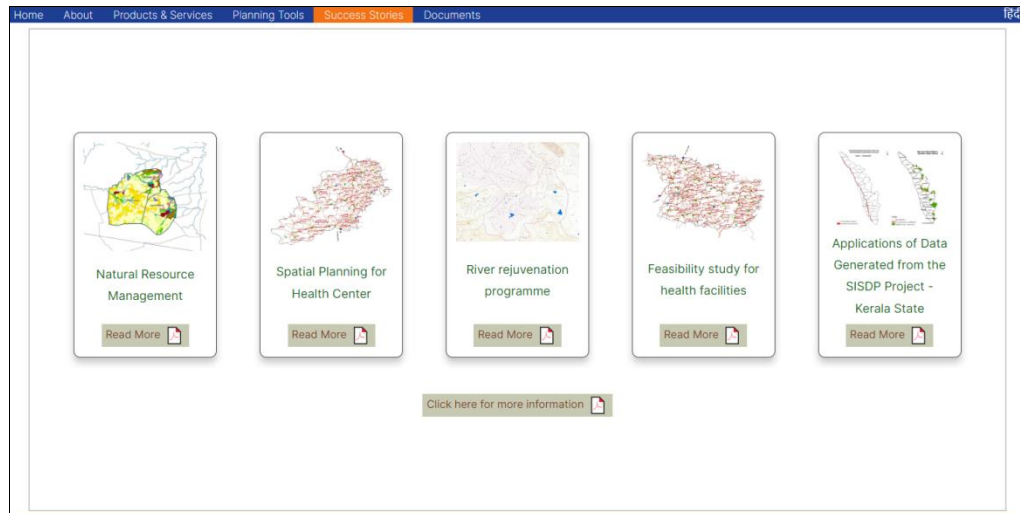 Home About Products & Services Planning Tools Success Stories Documents हिंदी
Natural Resource
Management
Read More
Spatial Planning for
Health Center
Read More
River rejuvenation
programme
Read More
Feasibility study for
health facilities
Read More
Applications of Data
Generated from the
SISDP Project -
Kerala State
Read More
Click here for more information